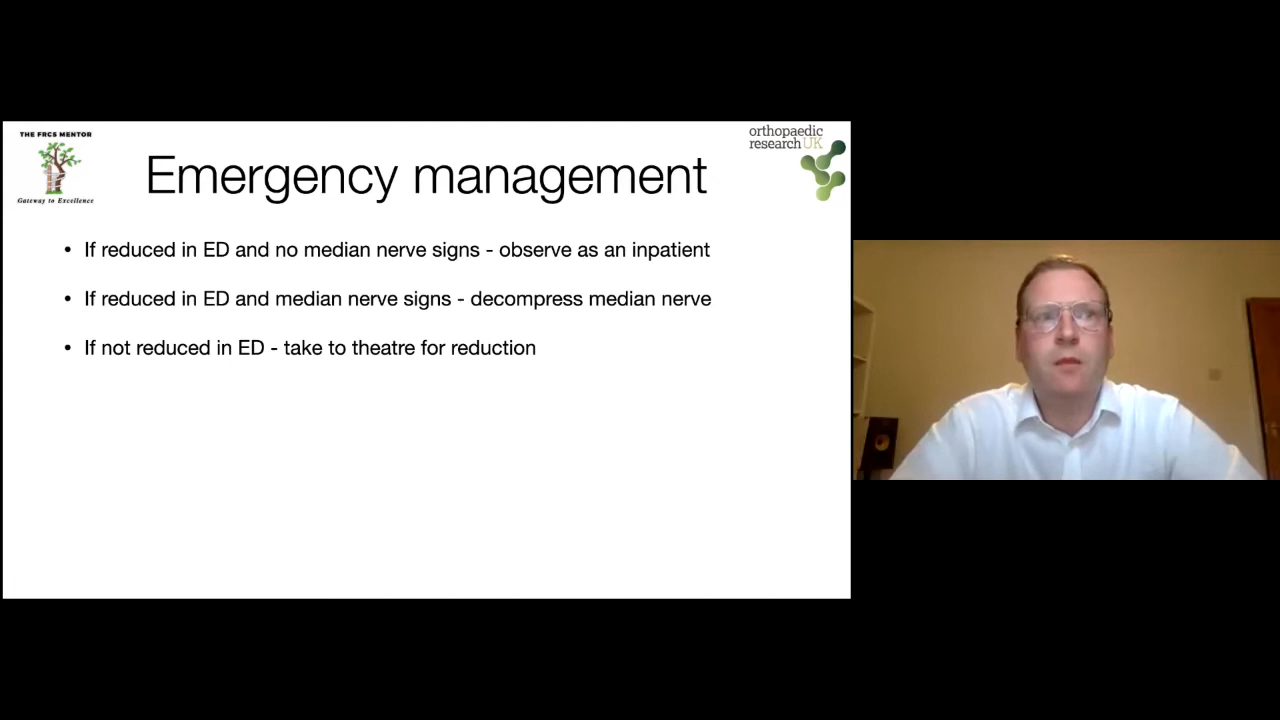 THE FRCS MENTOR
Gateway to Excellence
orthopaedic
research UK
Emergency management
• If reduced in ED and no median nerve signs - observe as an inpatient
• If reduced in ED and median nerve signs - decompress median nerve
• If not reduced in ED - take to theatre for reduction